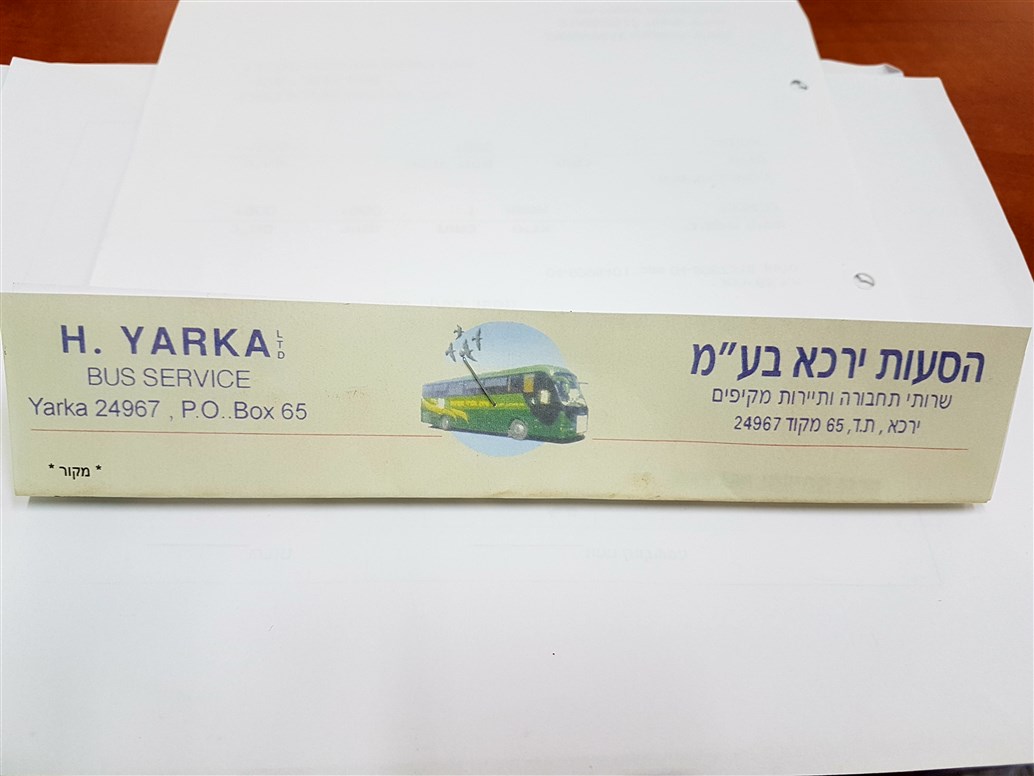 H. YARKA LTD
BUS SERVICE
Yarka 24967 , P.O..Box 65
הסעות ירכא בע"מ
שרותי תחבורה ותיירות מקיפים
ירכא , ת.ד, 65 מקוד 24967
* מקור *